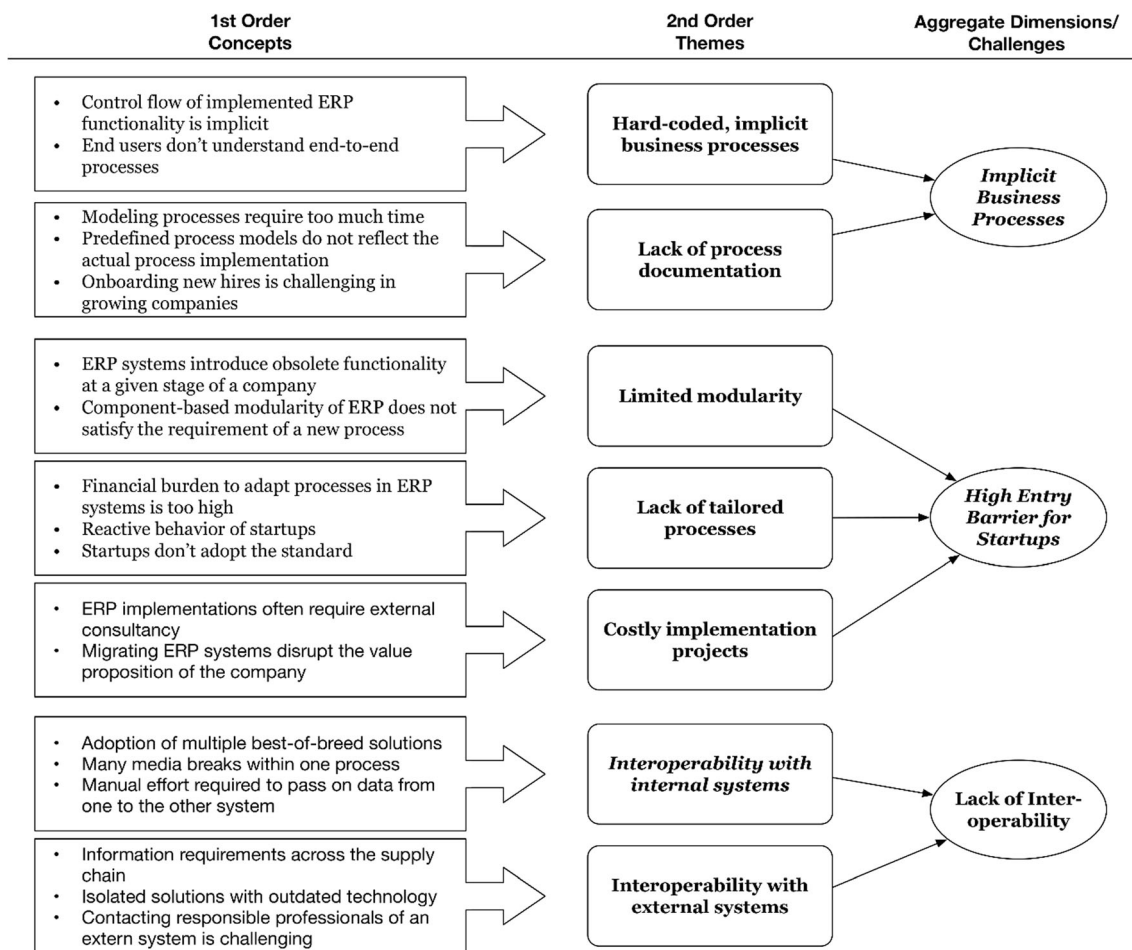 1st Order
Concepts
2nd Order
Themes
Aggregate Dimensions/
Challenges
• Control flow of implemented ERP
functionality is implicit
• End users don’t understand end-to-end
processes
Hard-coded, implicit
business processes
Implicit
Business
Processes
• Modeling processes require too much time
• Predefined process models do not reflect the
actual process implementation
• Onboarding new hires is challenging in
growing companies
Lack of process
documentation
• ERP systems introduce obsolete functionality
at a given stage of a company
• Component-based modularity of ERP does not
satisfy the requirement of a new process
Limited modularity
• Financial burden to adapt processes in ERP
systems is too high
• Reactive behavior of startups
• Startups don’t adopt the standard
Lack of tailored
processes
High Entry
Barrier for
Startups
• ERP implementations often require external
consultancy
• Migrating ERP systems disrupt the value
proposition of the company
Costly implementation
projects
• Adoption of multiple best-of-breed solutions
• Many media breaks within one process
• Manual effort required to pass on data from
one to the other system
Interoperability with
internal systems
Lack of Inter-
operability
• Information requirements across the supply
chain
• Isolated solutions with outdated technology
• Contacting responsible professionals of an
extern system is challenging
Interoperability with
external systems